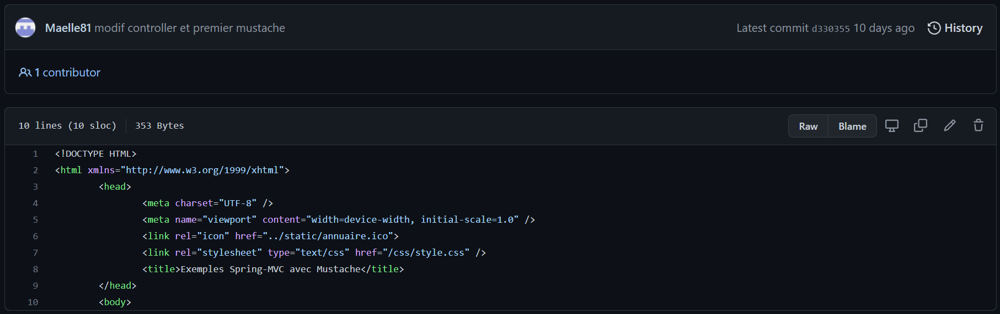 Maelle81 modif controller et premier mustache
Latest commit d330355 10 days ago History
1 contributor
10 lines (10 sloc) 353 Bytes
Raw Blame
1 <!DOCTYPE HTML>
2 <html xmlns="http://www.w3.org/1999/xhtml">
3 <head>
4 <meta charset="UTF-8" />
5 <meta name="viewport" content="width=device-width, initial-scale=1.0" />
6 <link rel="icon" href="../static/annuaire.ico">
7 <link rel="stylesheet" type="text/css" href="/css/style.css" />
8 <title>Exemples Spring-MVC avec Mustache</title>
9 </head>
10 <body>